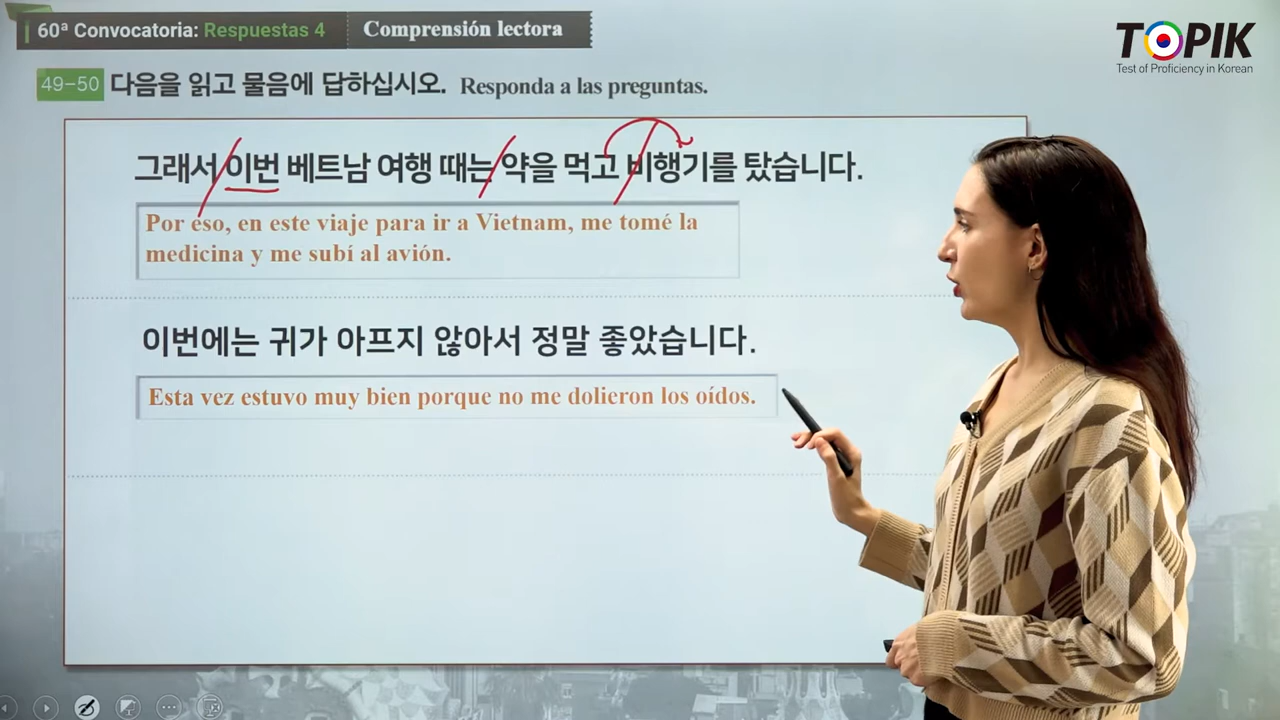 60ª Convocatoria: Respuestas 4 Comprensión lectora
TOPIK
Test of Proficiency in Korean
49-50 다음을 읽고 물음에 답하십시오. Responda a las preguntas.
그래서 이번 베트남 여행 때는 약을 먹고 비행기를 탔습니다.
Por eso, en este viaje para ir a Vietnam, me tomé la
medicina y me subí al avión.
이번에는 귀가 아프지 않아서 정말 좋았습니다.
Esta vez estuvo muy bien porque no me dolieron los oídos.